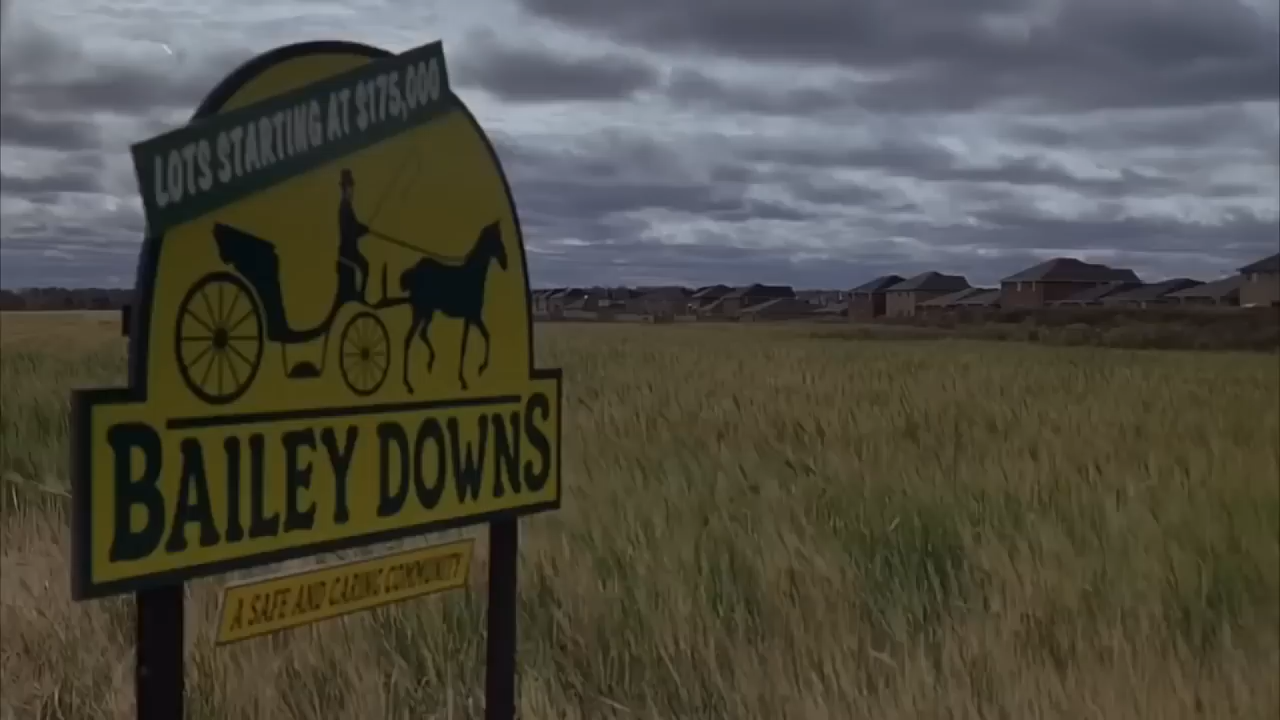 LOTS STARTING AT $175,000
BAILEY DOWNS
A SAFE AND CARING COMMUNITY